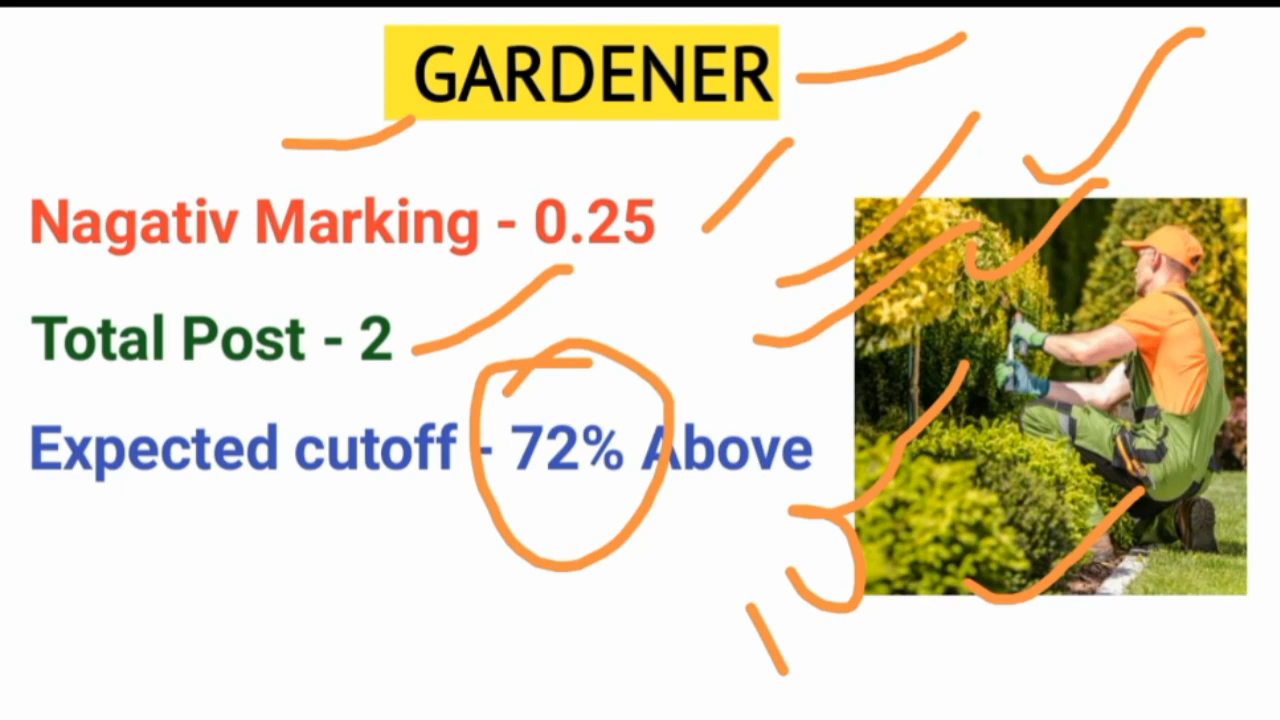 GARDENER
Nagativ Marking - 0.25
Total Post - 2
Expected cutoff - 72% Above